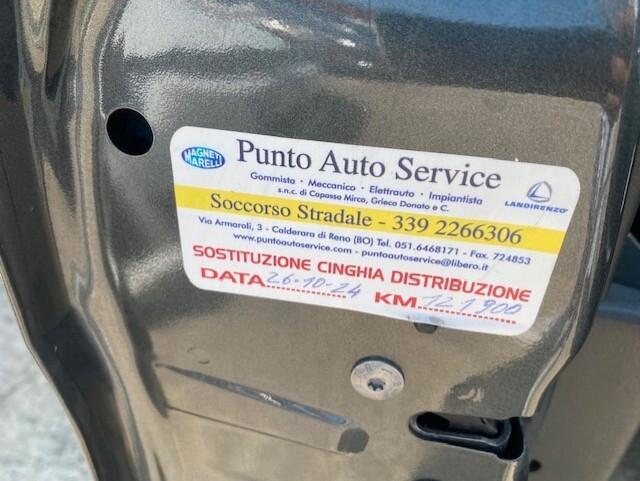 MAGNETI MARELLI
Punto Auto Service
Gommista · Meccanico · Elettrauto · Impiantista
s.n.c. di Capasso Mirco, Grieco Donato e C.
LANDIRENZO
Soccorso Stradale - 339 2266306
Via Armaroli, 3 - Calderara di Reno (BO) Tel. 051.6468171 - Fax. 724853
www.puntoautoservice.com - puntoautoservice@libero.it
SOSTITUZIONE CINGHIA DISTRIBUZIONE
DATA 26-10-24 KM. 121900